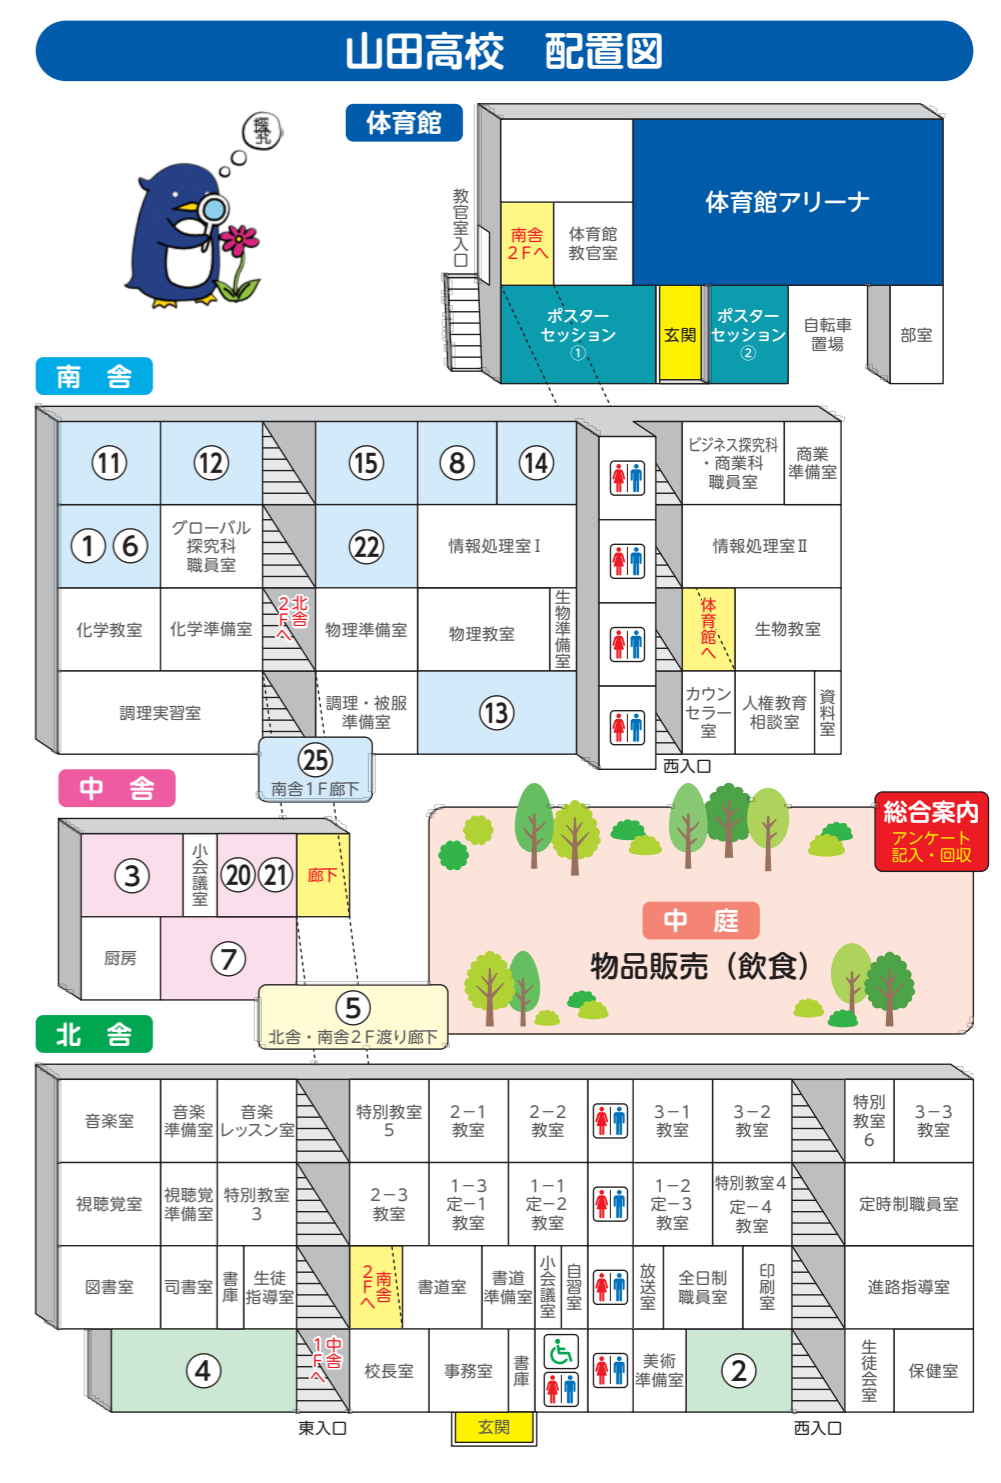 山田高校　配置図
探究
体育館
教官室入口
体育館アリーナ
南舎
2Fへ
体育館
教官室
ポスター
セッション
①
玄関
ポスター
セッション
②
自転車
置場
部室
南　舎
⑪
⑫
⑮
⑧
⑭
ビジネス探究科
・商業科
職員室
商業
準備室
① ⑥
グローバル
探究科
職員室
㉒
情報処理室Ⅰ
情報処理室Ⅱ
化学教室
化学準備室
北舎
2Fへ
物理準備室
物理教室
生物準備室
体育館へ
生物教室
調理実習室
調理・被服
準備室
⑬
カウン
セラー
室
人権教育
相談室
資料室
西入口
㉕
南舎1F廊下
中　舎
③
小会議室
⑳ ㉑
廊下
厨房
⑦
総合案内
アンケート
記入・回収
中　庭
物品販売（飲食）
⑤
北舎・南舎2F渡り廊下
北　舎
音楽室
音楽
準備室
音楽
レッスン室
特別教室
5
2－1
教室
2－2
教室
3－1
教室
3－2
教室
特別
教室
6
3－3
教室
視聴覚室
視聴覚
準備室
特別教室
3
2－3
教室
1－3
定－1
教室
1－1
定－2
教室
1－2
定－3
教室
特別教室4
定－4
教室
定時制職員室
図書室
司書室
書庫
生徒
指導室
南舎
2Fへ
書道室
書道
準備室
小会議室
自習室
放送室
全日制
職員室
印刷室
進路指導室
④
中舎
1Fへ
校長室
事務室
書庫
美術
準備室
②
生徒会室
保健室
東入口
玄関
西入口